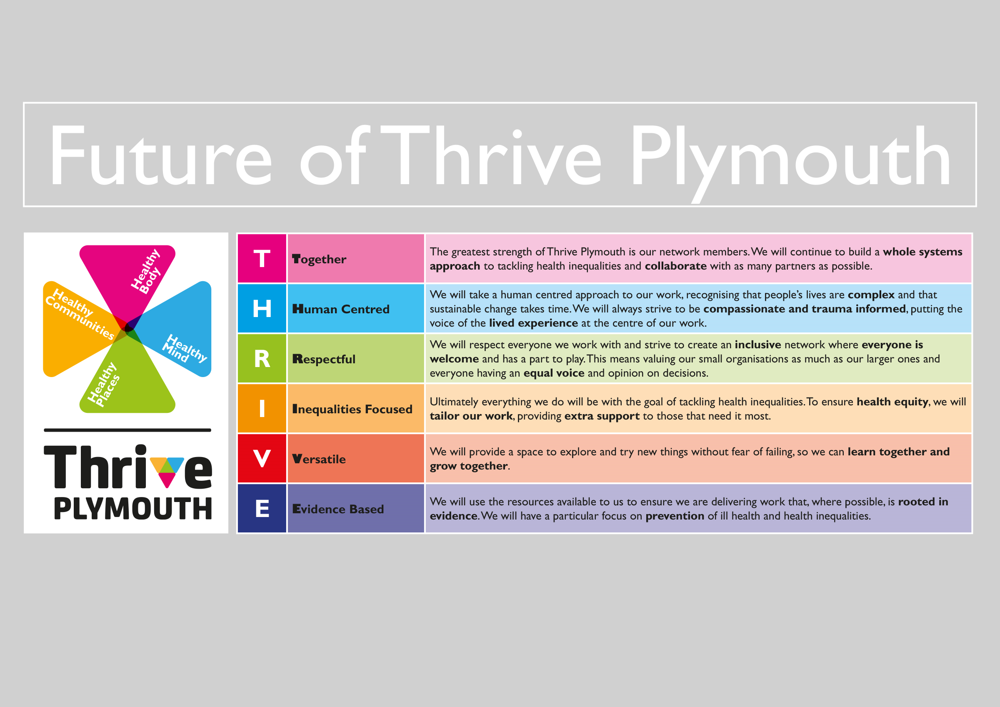 Future of Thrive Plymouth
Healthy
Body
Healthy
Communities
Healthy
Mind
Healthy
Places
Thrive
PLYMOUTH
T
Together
The greatest strength of Thrive Plymouth is our network members. We will continue to build a whole systems
approach to tackling health inequalities and collaborate with as many partners as possible.
H
Human Centred
We will take a human centred approach to our work, recognising that people’s lives are complex and that
sustainable change takes time. We will always strive to be compassionate and trauma informed, putting the
voice of the lived experience at the centre of our work.
R
Respectful
We will respect everyone we work with and strive to create an inclusive network where everyone is
welcome and has a part to play. This means valuing our small organisations as much as our larger ones and
everyone having an equal voice and opinion on decisions.
I
Inequalities Focused
Ultimately everything we do will be with the goal of tackling health inequalities. To ensure health equity, we will
tailor our work, providing extra support to those that need it most.
V
Versatile
We will provide a space to explore and try new things without fear of failing, so we can learn together and
grow together.
E
Evidence Based
We will use the resources available to us to ensure we are delivering work that, where possible, is rooted in
evidence. We will have a particular focus on prevention of ill health and health inequalities.